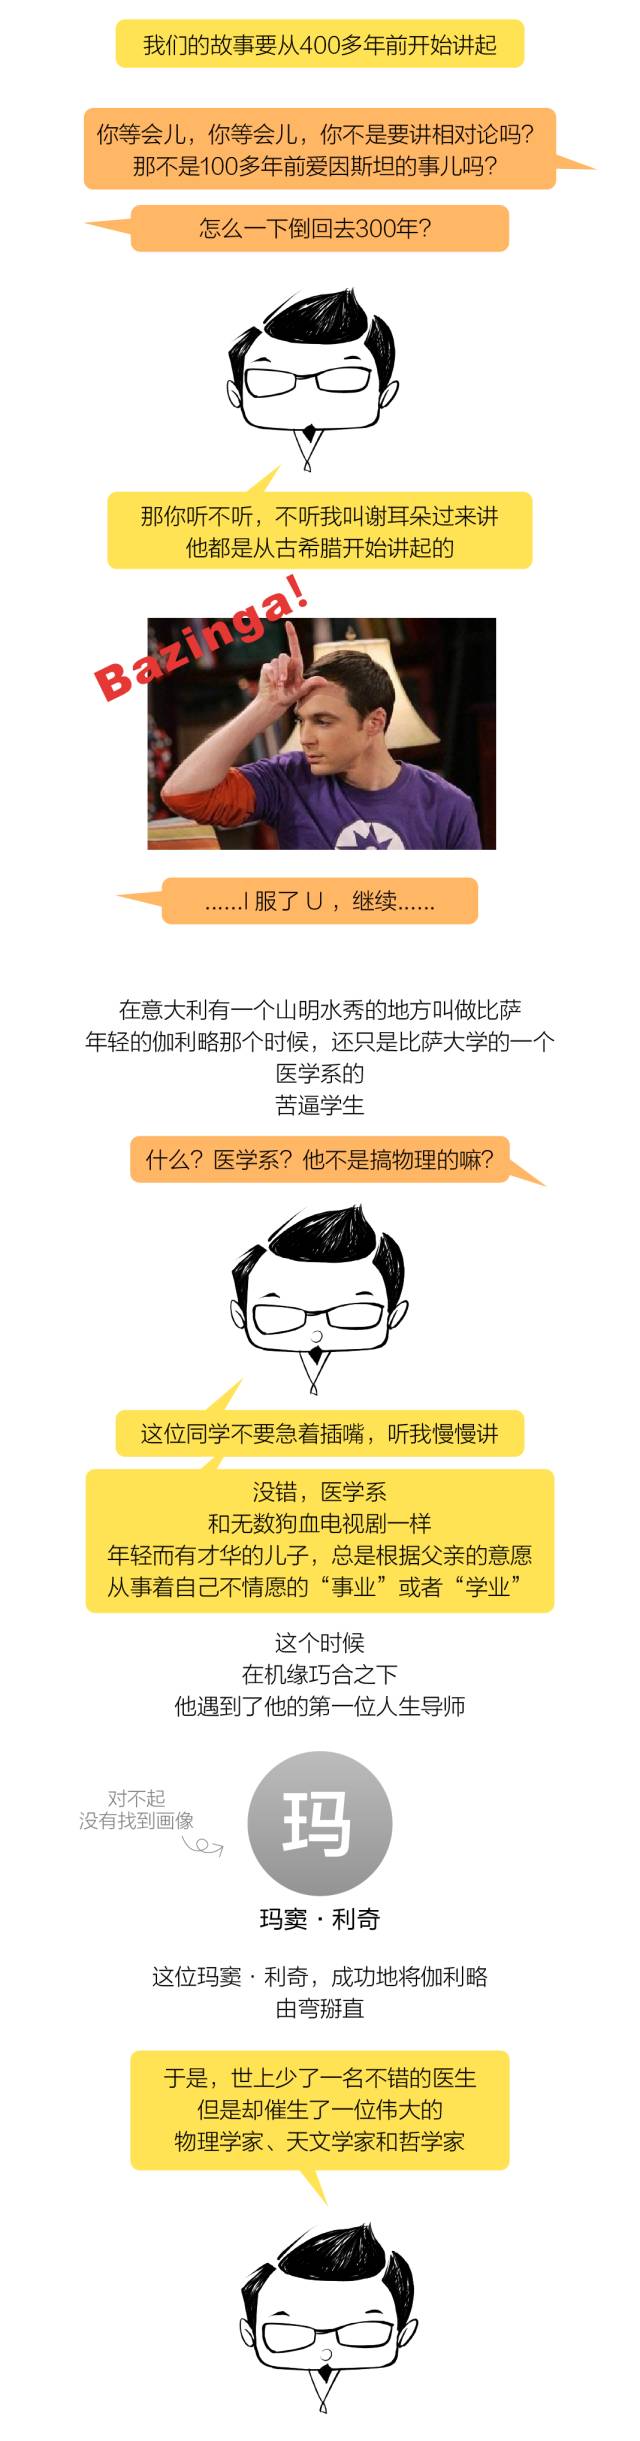 我们的故事要从400多年前开始讲起
你等会儿，你等会儿，你不是要讲相对论吗？
那不是100多年前爱因斯坦的事儿吗？
怎么一下倒回去300年？
那你听不听，不听我叫谢耳朵过来讲
他都是从古希腊开始讲起的
Bazinga!
......I 服了 U ，继续......
在意大利有一个山明水秀的地方叫做比萨
年轻的伽利略那个时候，还只是比萨大学的一个
医学系的
苦逼学生
什么？医学系？他不是搞物理的嘛？
这位同学不要急着插嘴，听我慢慢讲
没错，医学系
和无数狗血电视剧一样
年轻而有才华的儿子，总是根据父亲的意愿
从事着自己不情愿的“事业”或者“学业”
这个时候
在机缘巧合之下
他遇到了他的第一位人生导师
对不起
没有找到画像
玛
玛窦·利奇
这位玛窦·利奇，成功地将伽利略
由弯掰直
于是，世上少了一名不错的医生
但是却催生了一位伟大的
物理学家、天文学家和哲学家